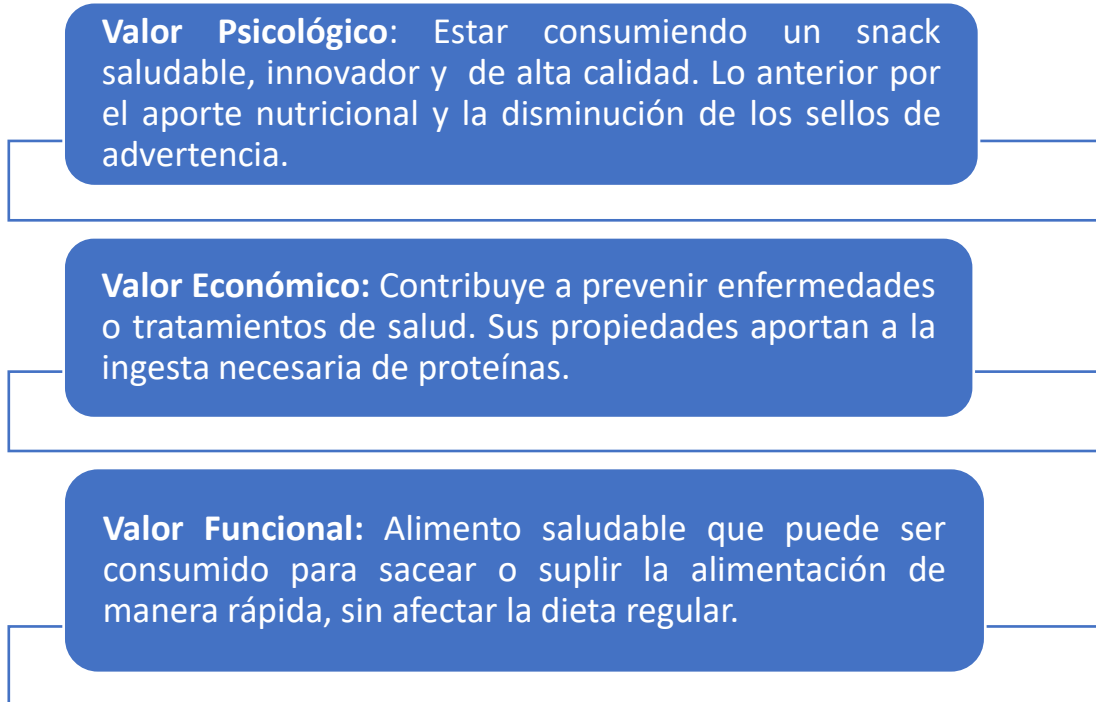 Valor Psicológico: Estar consumiendo un snack
saludable, innovador y de alta calidad. Lo anterior por
el aporte nutricional y la disminución de los sellos de
advertencia.
Valor Económico: Contribuye a prevenir enfermedades
o tratamientos de salud. Sus propiedades aportan a la
ingesta necesaria de proteínas.
Valor Funcional: Alimento saludable que puede ser
consumido para sacear o suplir la alimentación de
manera rápida, sin afectar la dieta regular.